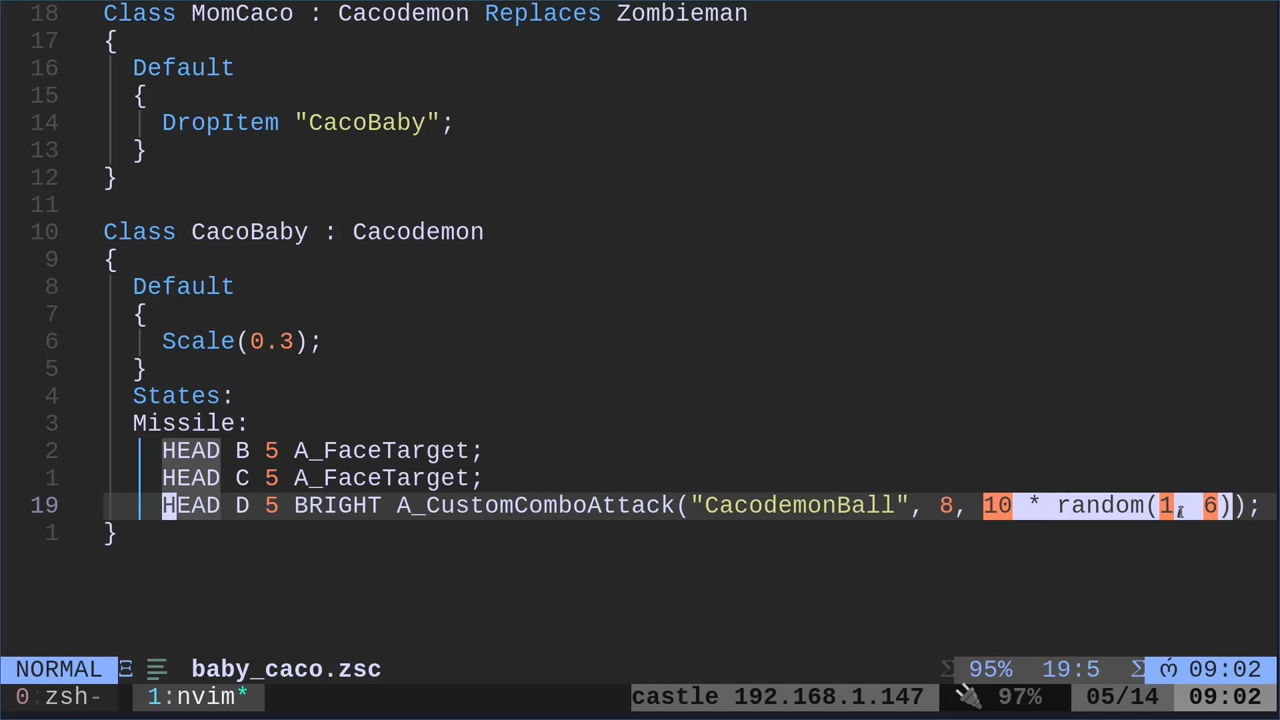 18 Class MomCaco : Cacodemon Replaces Zombieman
17 {
16 Default
15 {
14 DropItem "CacoBaby";
13 }
12 }
11
10 Class CacoBaby : Cacodemon
9 {
8 Default
7 {
6 Scale(0.3);
5 }
4 States:
3 Missile:
2 HEAD B 5 A_FaceTarget;
1 HEAD C 5 A_FaceTarget;
19 HEAD D 5 BRIGHT A_CustomComboAttack("CacodemonBall", 8, 10 * random(1, 6));
1 }
NORMAL baby_caco.zsc 95% 19:5 09:02
0:zsh- 1:nvim* castle 192.168.1.147 97% 05/14 09:02